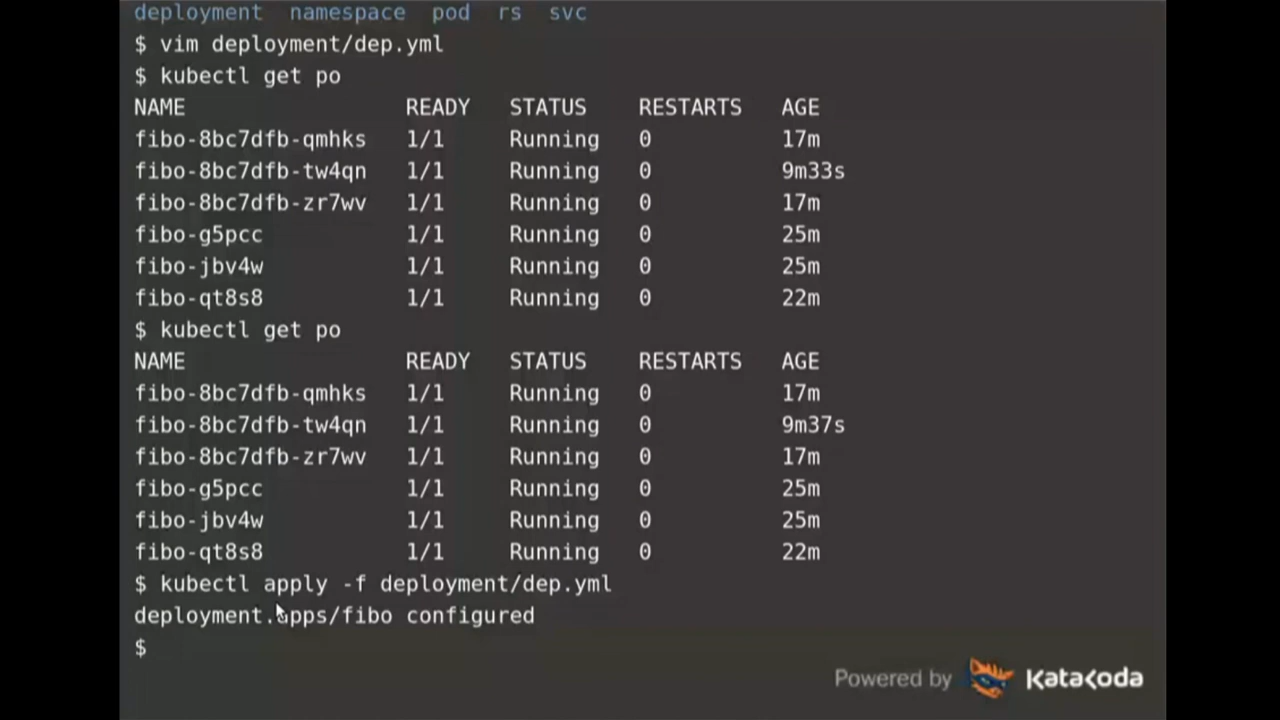 deployment namespace pod rs svc
$ vim deployment/dep.yml
$ kubectl get po
NAME READY STATUS RESTARTS AGE
fibo-8bc7dfb-qmhks 1/1 Running 0 17m
fibo-8bc7dfb-tw4qn 1/1 Running 0 9m33s
fibo-8bc7dfb-zr7wv 1/1 Running 0 17m
fibo-g5pcc 1/1 Running 0 25m
fibo-jbv4w 1/1 Running 0 25m
fibo-qt8s8 1/1 Running 0 22m
$ kubectl get po
NAME READY STATUS RESTARTS AGE
fibo-8bc7dfb-qmhks 1/1 Running 0 17m
fibo-8bc7dfb-tw4qn 1/1 Running 0 9m37s
fibo-8bc7dfb-zr7wv 1/1 Running 0 17m
fibo-g5pcc 1/1 Running 0 25m
fibo-jbv4w 1/1 Running 0 25m
fibo-qt8s8 1/1 Running 0 22m
$ kubectl apply -f deployment/dep.yml
deployment.apps/fibo configured
$
Powered by Katacoda